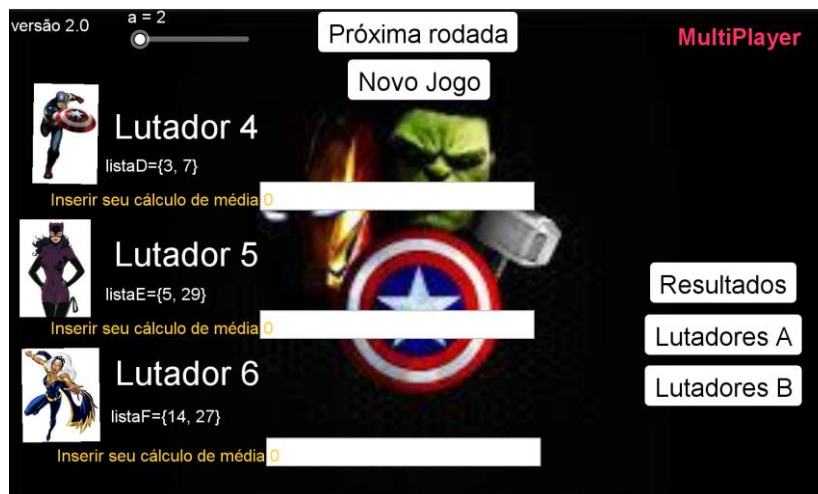 versão 2.0
a = 2
Próxima rodada
MultiPlayer
Novo Jogo
Lutador 4
listaD={3, 7}
Inserir seu cálculo de média 0
Lutador 5
listaE={5, 29}
Inserir seu cálculo de média 0
Lutador 6
listaF={14, 27}
Inserir seu cálculo de média 0
Resultados
Lutadores A
Lutadores B